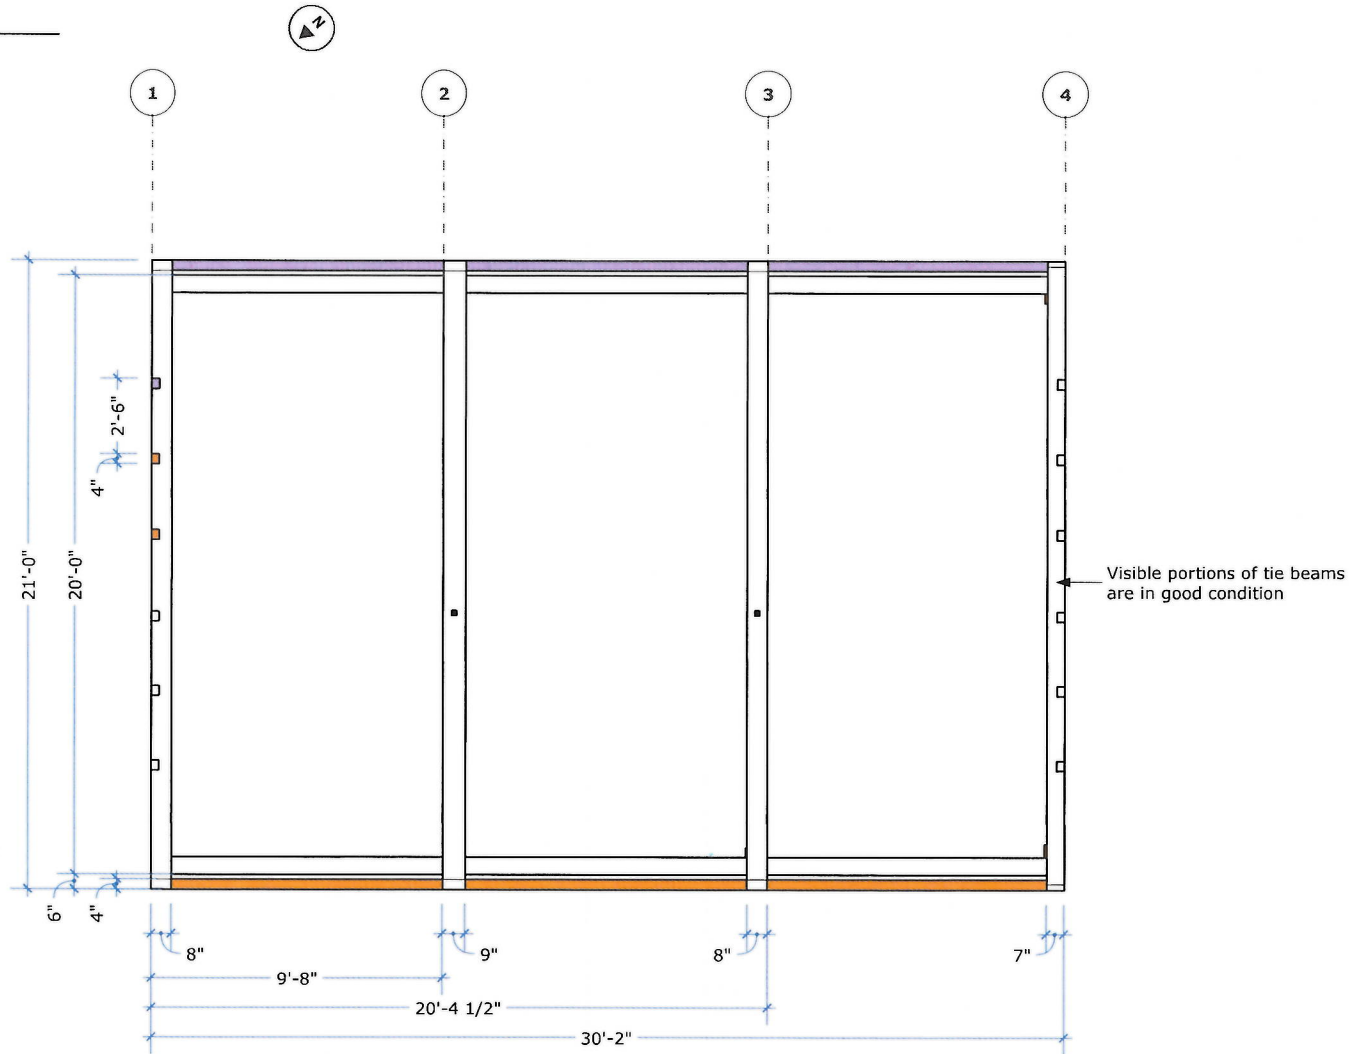 N
1 2 3 4
2'-6"
4"
21'-0"
20'-0"
Visible portions of tie beams
are in good condition
6"
4"
8" 9" 8" 7"
9'-8"
20'-4 1/2"
30'-2"